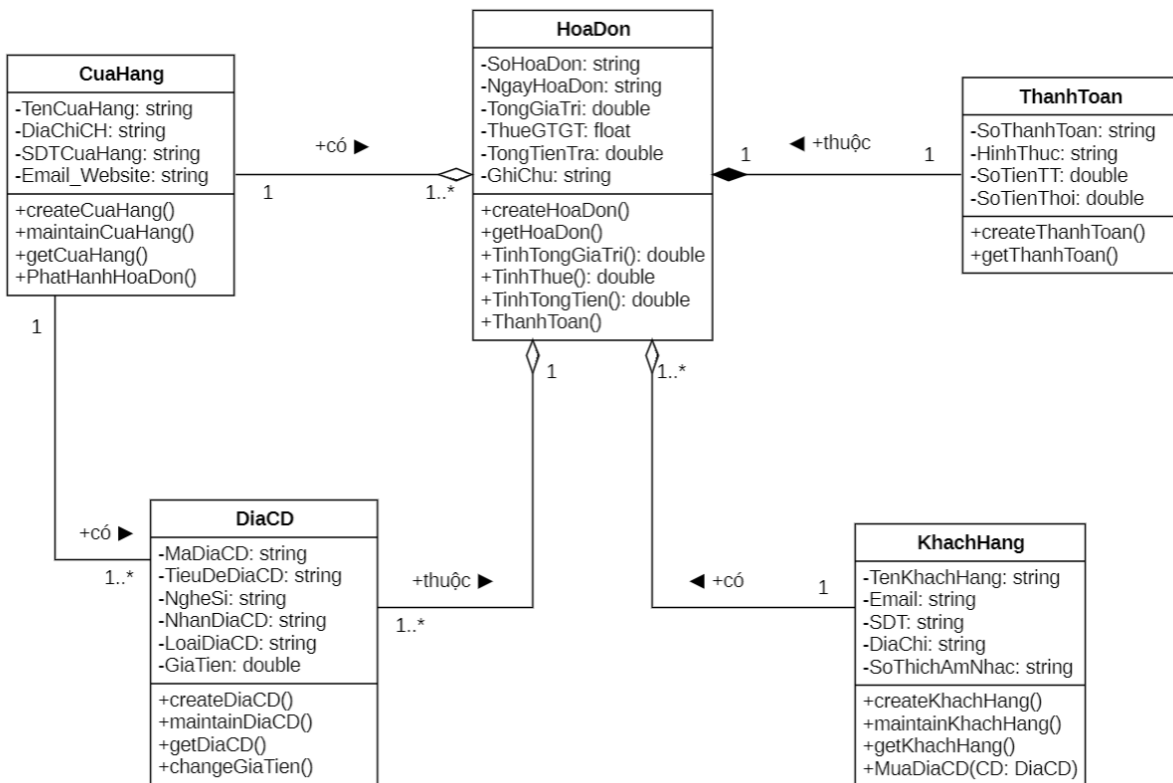 HoaDon
-SoHoaDon: string
-NgayHoaDon: string
-TongGiaTri: double
-ThueGTGT: float
-TongTienTra: double
-GhiChu: string
+createHoaDon()
+getHoaDon()
+TinhTongGiaTri(): double
+TinhThue(): double
+TinhTongTien(): double
+ThanhToan()
CuaHang
-TenCuaHang: string
-DiaChiCH: string
-SDTCuaHang: string
-Email_Website: string
+createCuaHang()
+maintainCuaHang()
+getCuaHang()
+PhatHanhHoaDon()
+có ►
1
1..*
ThanhToan
-SoThanhToan: string
-HinhThuc: string
-SoTienTT: double
-SoTienThoi: double
+createThanhToan()
+getThanhToan()
◄ +thuộc
1
1
1
+có ►
1..*
DiaCD
-MaDiaCD: string
-TieuDeDiaCD: string
-NgheSi: string
-NhanDiaCD: string
-LoaiDiaCD: string
-GiaTien: double
+createDiaCD()
+maintainDiaCD()
+getDiaCD()
+changeGiaTien()
1
+thuộc ►
1..*
1..*
◄ +có
1
KhachHang
-TenKhachHang: string
-Email: string
-SDT: string
-DiaChi: string
-SoThichAmNhac: string
+createKhachHang()
+maintainKhachHang()
+getKhachHang()
+MuaDiaCD(CD: DiaCD)